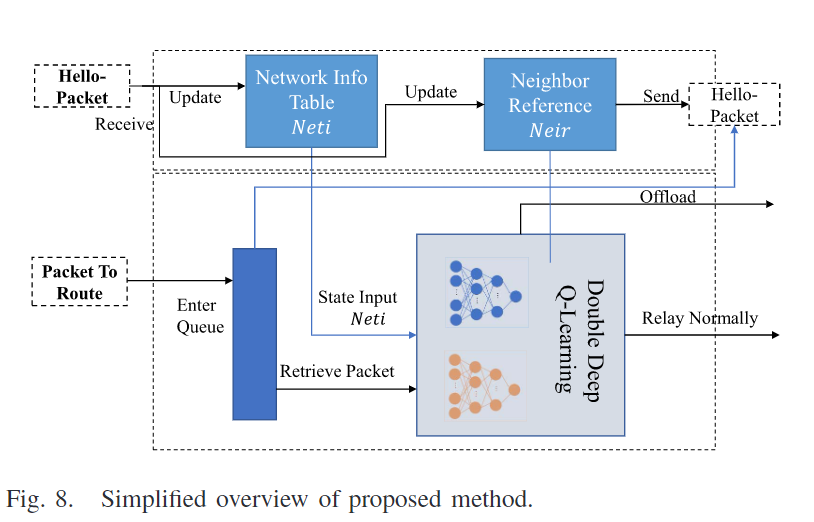 Hello-
Packet
Receive
Update
Network Info
Table
Neti
Update
Neighbor
Reference
Neir
Send
Hello-
Packet
Offload
Packet To
Route
Enter
Queue
State Input
Neti
Retrieve Packet
Double Deep
Q-Learning
Relay Normally
Fig. 8. Simplified overview of proposed method.